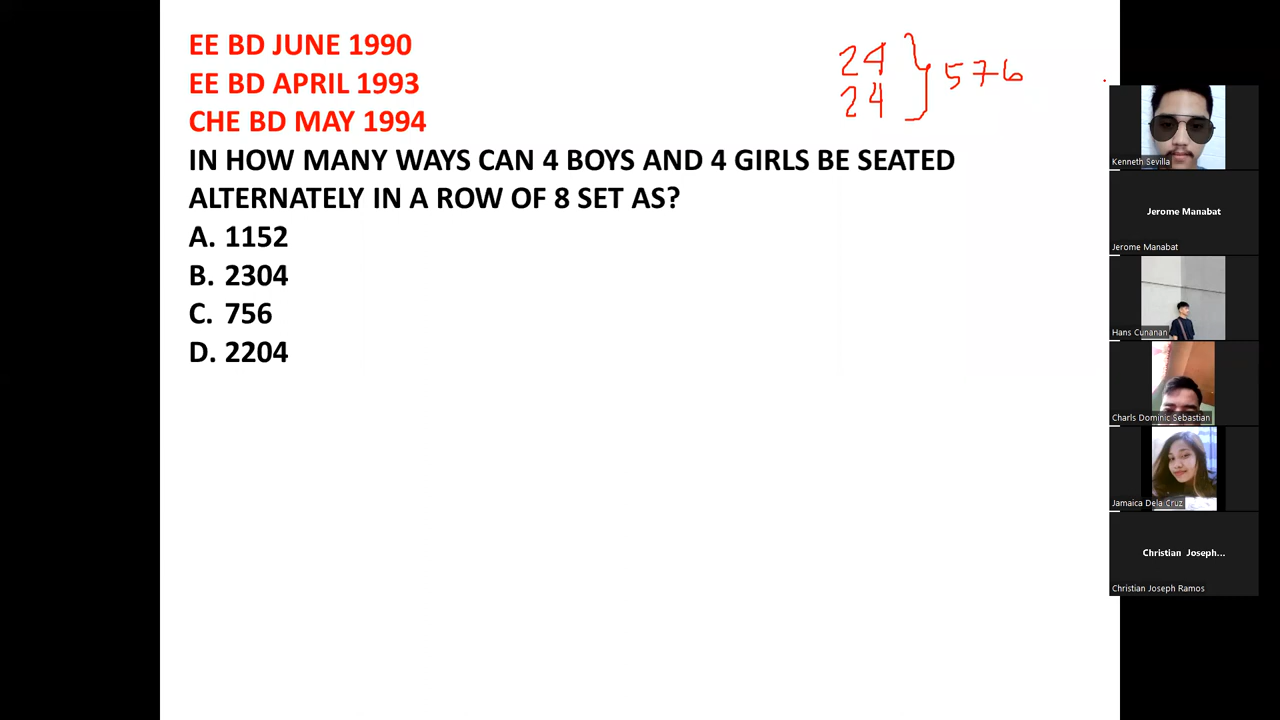 EE BD JUNE 1990
EE BD APRIL 1993
CHE BD MAY 1994
IN HOW MANY WAYS CAN 4 BOYS AND 4 GIRLS BE SEATED
ALTERNATELY IN A ROW OF 8 SET AS?
A. 1152
B. 2304
C. 756
D. 2204
24
24
576
Kenneth Sevilla
Jerome Manabat
Jerome Manabat
Hans Cunanan
Charls Dominic Sebastian
Jamaica Dela Cruz
Christian Joseph...
Christian Joseph Ramos